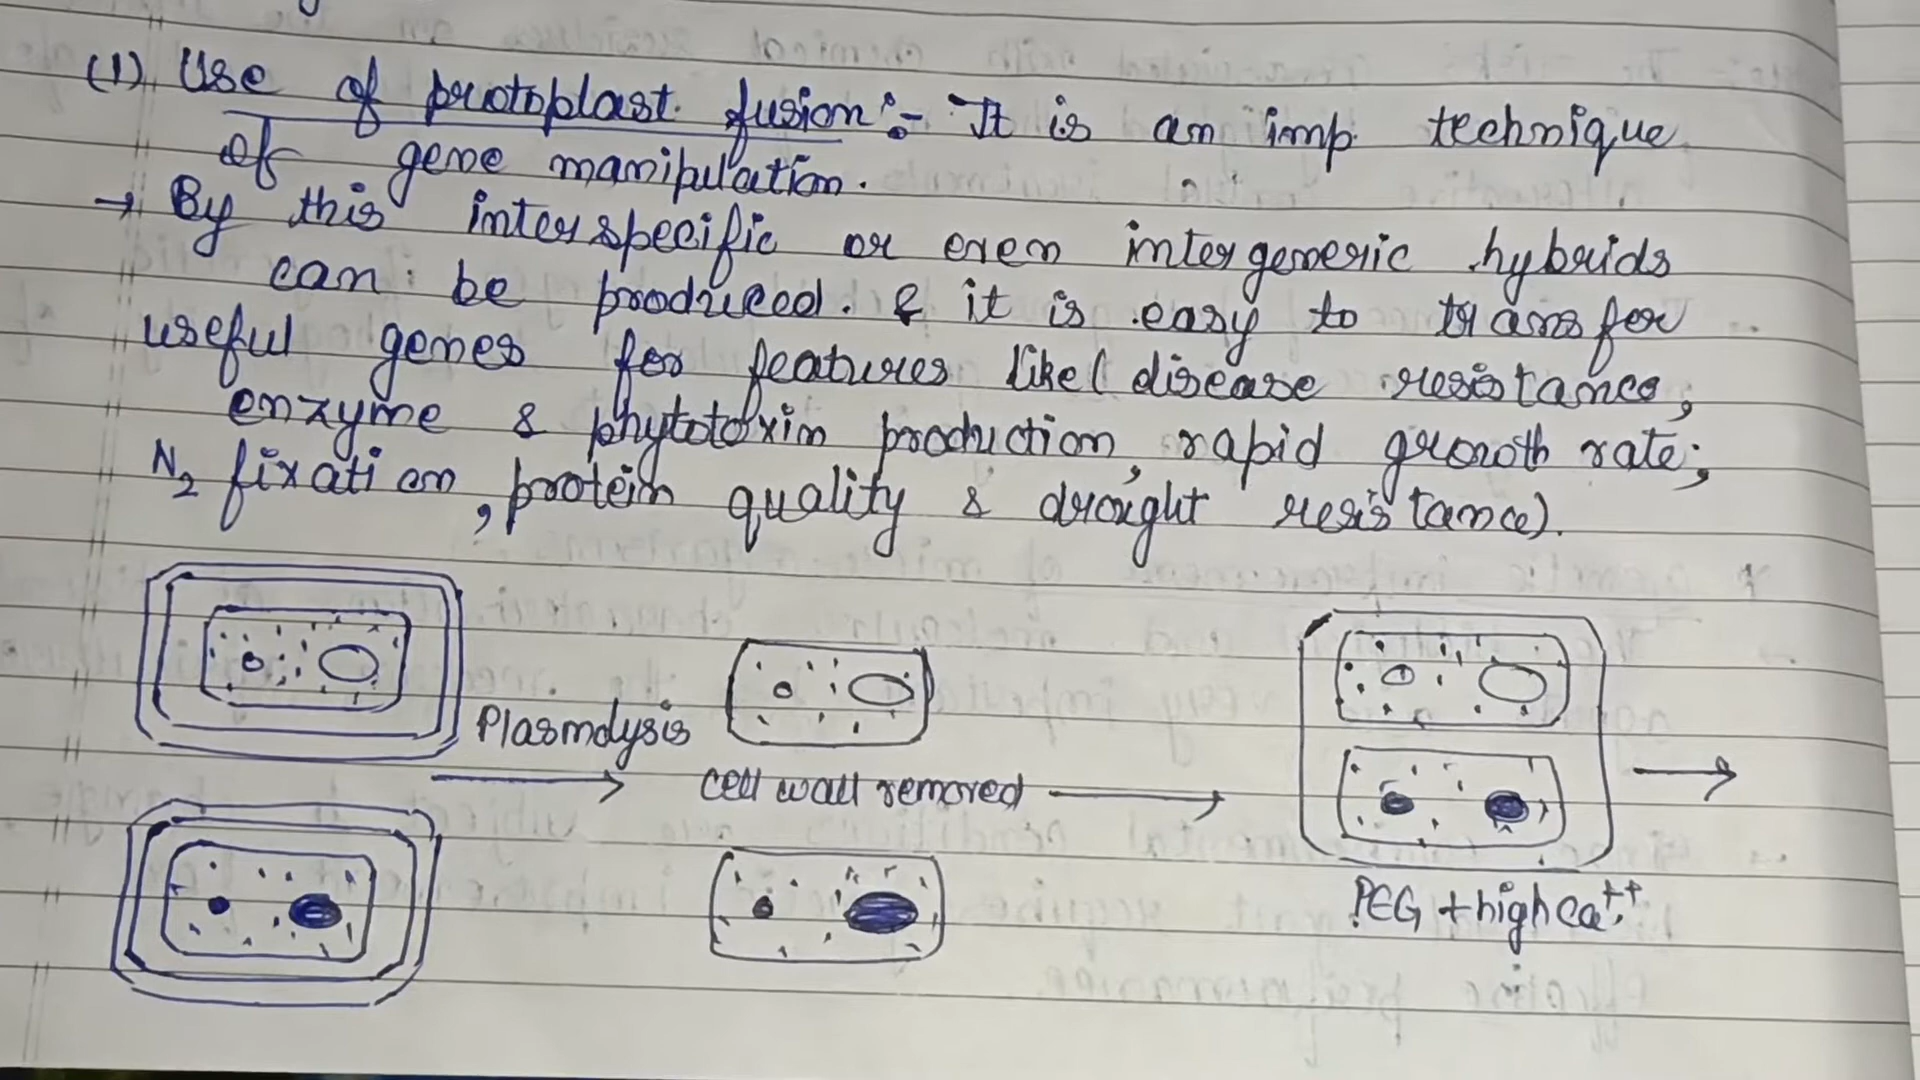 (1) Use of protoplast fusion :- It is an imp. technique
of gene manipulation.
→ By this interspecific or even intergeneric hybrids
can be produced. & it is easy to transfer
useful genes for features like (disease resistance,
enzyme & phytotoxin production, rapid growth rate,
N2 fixation, protein quality & drought resistance).
Plasmolysis
cell wall removed
PEG + high ca++